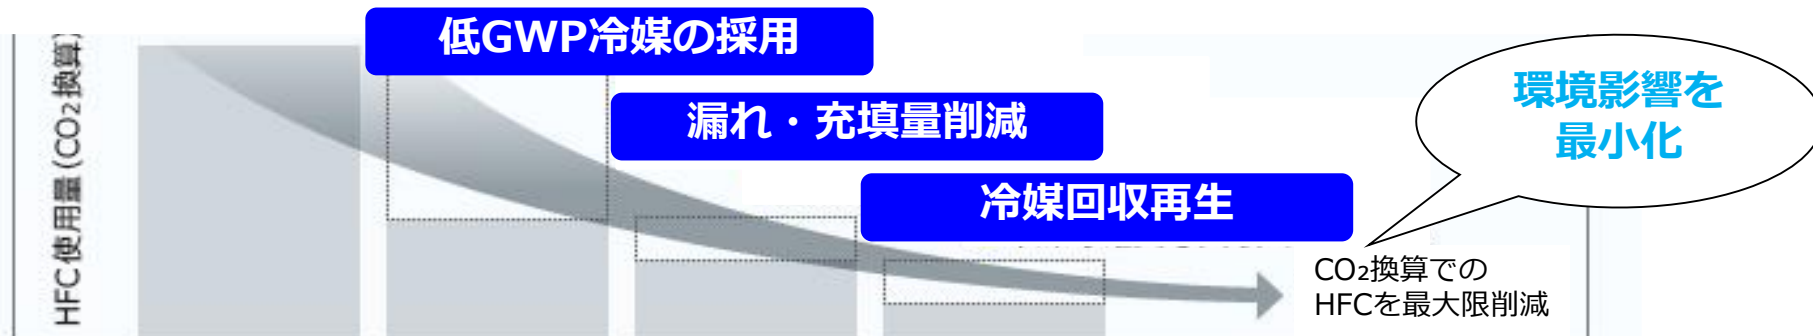 HFC使用量(CO₂換算)
低GWP冷媒の採用
漏れ・充填量削減
冷媒回収再生
環境影響を
最小化
CO₂換算での
HFCを最大限削減